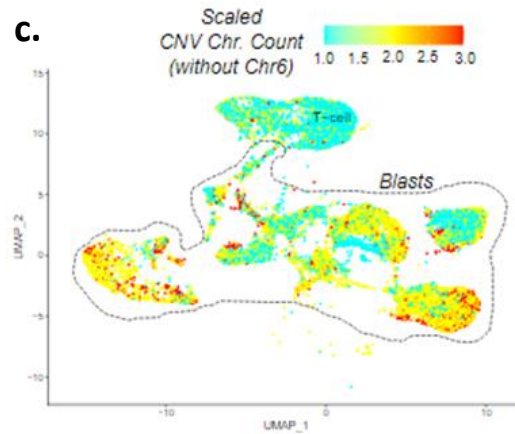 c.
Scaled
CNV Chr. Count
(without Chr6)
1.0 1.5 2.0 2.5 3.0
15
10
5
0
−5
−10
UMAP_2
T-cell
Blasts
−10 0 10
UMAP_1